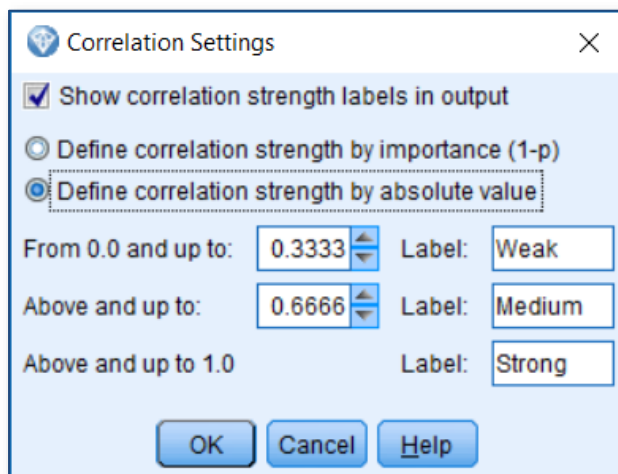 Correlation Settings
Show correlation strength labels in output
Define correlation strength by importance (1-p)
Define correlation strength by absolute value
From 0.0 and up to: 0.3333 Label: Weak
Above and up to: 0.6666 Label: Medium
Above and up to 1.0 Label: Strong
OK Cancel Help